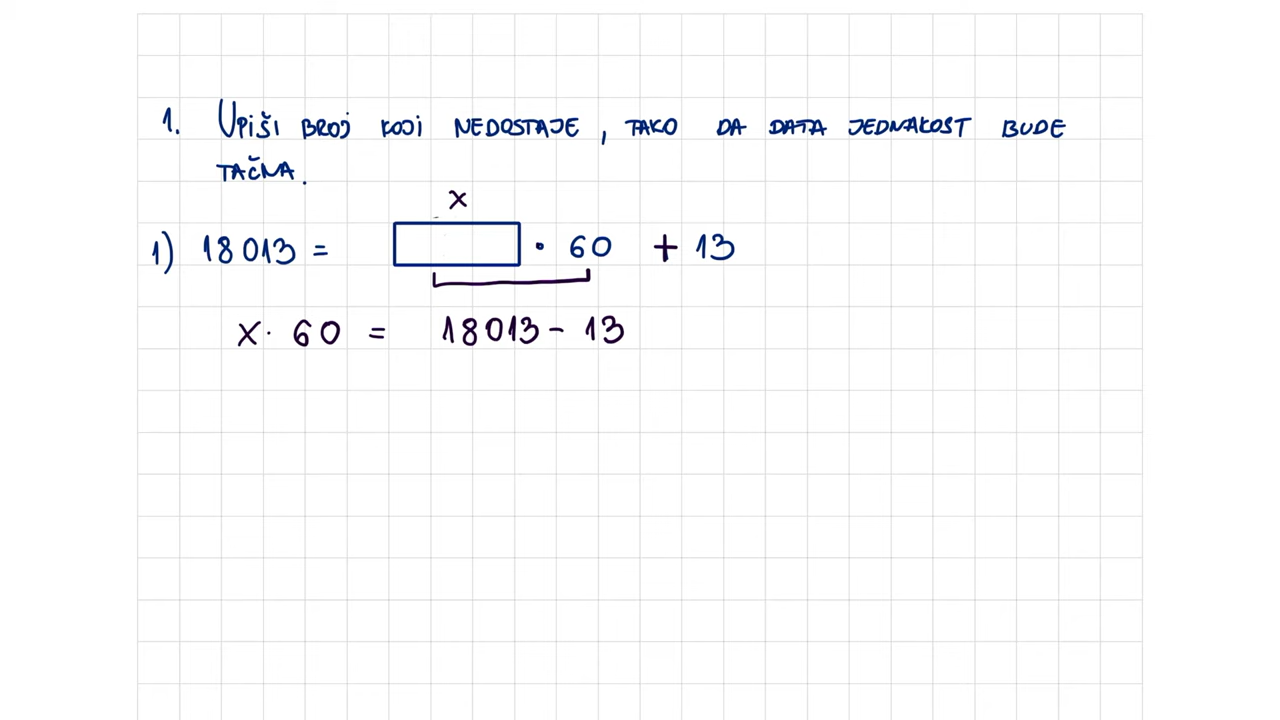 1. Upiši broj koji nedostaje, tako da data jednakost bude
tačna.
x
1) 18013 = · 60 + 13
x · 60 = 18013 - 13